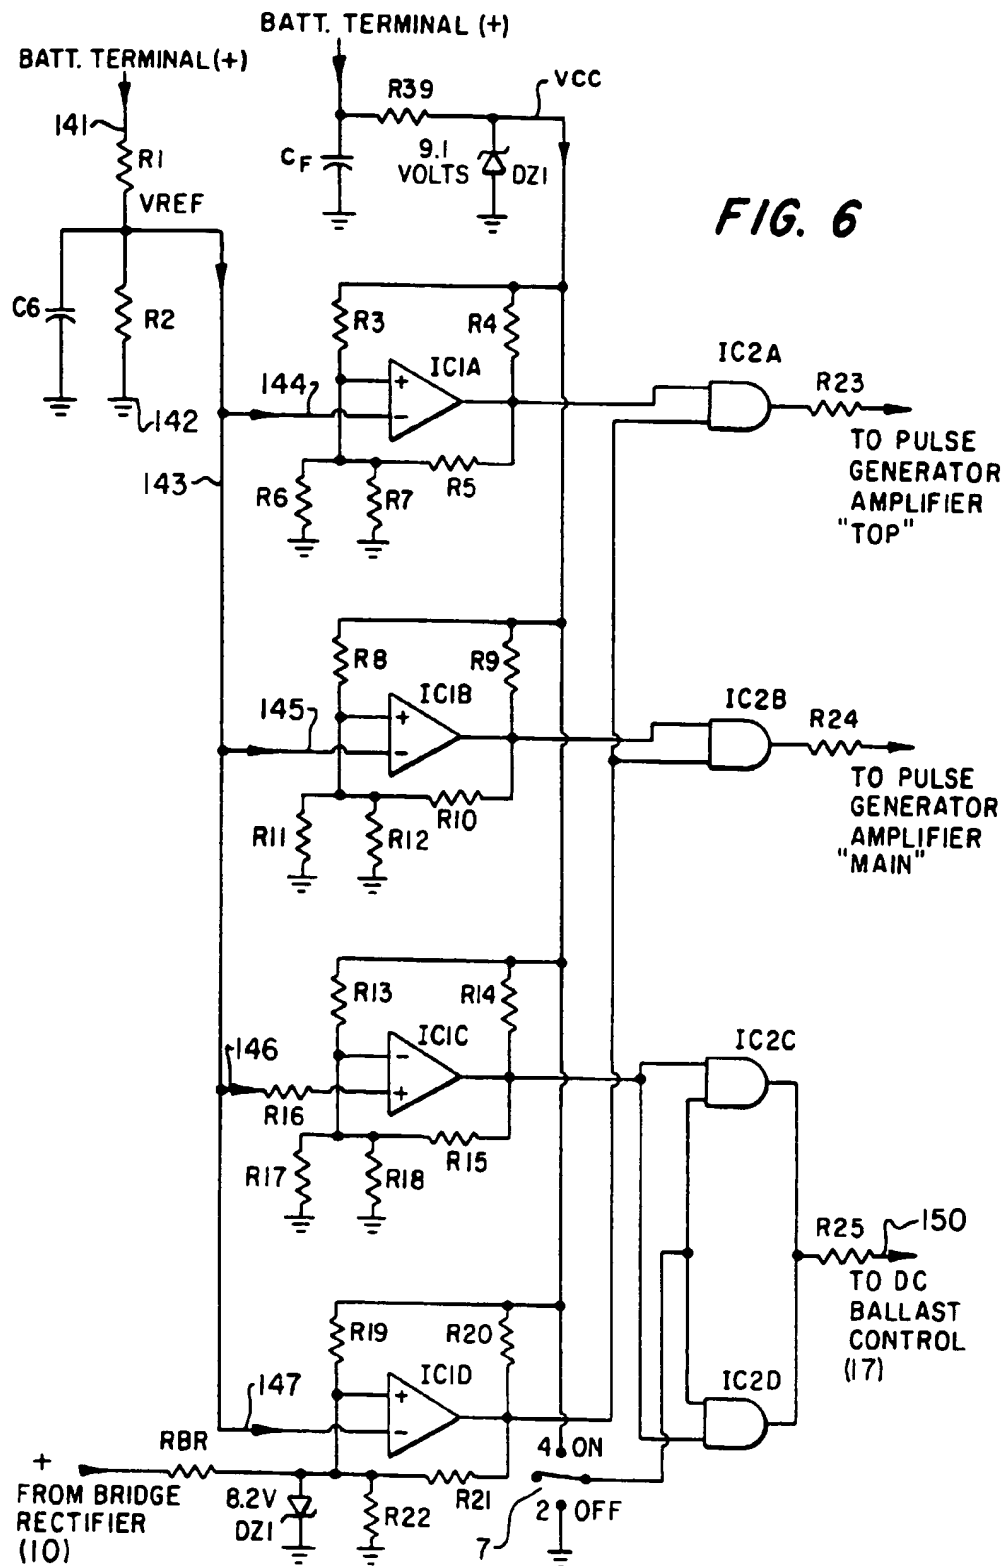 BATT. TERMINAL (+)
BATT. TERMINAL (+)
R39
VCC
141
R1
CF
9.1
VOLTS
DZ1
VREF
FIG. 6
C6
R2
R3
R4
IC1A
IC2A
R23
144
142
TO PULSE
GENERATOR
AMPLIFIER
"TOP"
143
R6
R7
R5
R8
R9
IC1B
IC2B
R24
145
TO PULSE
GENERATOR
AMPLIFIER
"MAIN"
R11
R12
R10
R13
R14
IC1C
IC2C
146
R16
R17
R18
R15
R25
150
TO DC
BALLAST
CONTROL
(17)
R19
R20
IC1D
IC2D
147
RBR
4 ON
+
FROM BRIDGE
RECTIFIER
(10)
8.2V
DZ1
R22
R21
7
2 OFF